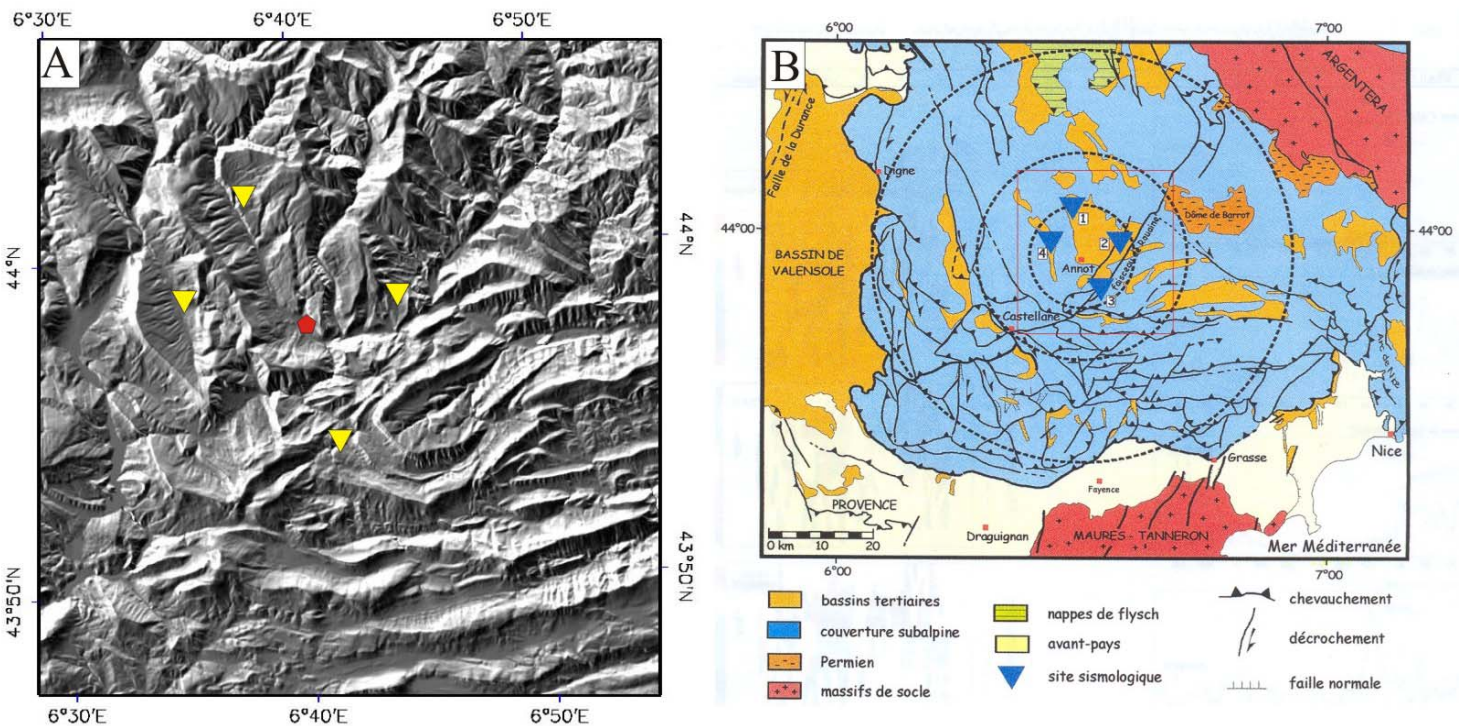 6°30'E
6°40'E
6°50'E
A
44°N
44°N
43°50'N
43°50'N
6°30'E
6°40'E
6°50'E
6°00
7°00
B
ARGENTERA
Faille de la Durance
Digne
Dôme de Barrot
44°00
44°00
BASSIN DE
VALENSOLE
1
2
4
Annot
3
Castellane
Arc de Nice
Nice
Grasse
Fayence
PROVENCE
0 km 10 20
Draguignan
MAURES - TANNERON
Mer Méditerranée
6°00
7°00
bassins tertiaires
couverture subalpine
Permien
massifs de socle
nappes de flysch
avant-pays
site sismologique
chevauchement
décrochement
faille normale